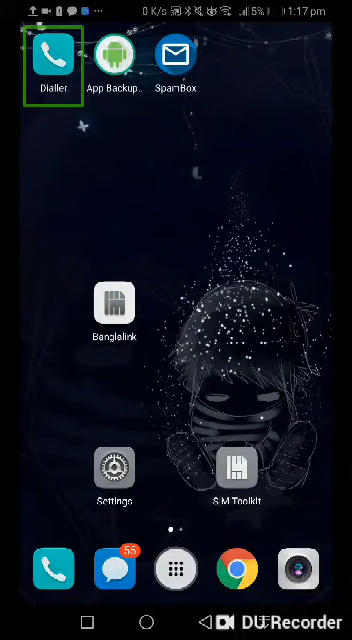 0 K/s 5% 1:17 pm
Dialler App Backup.. SpamBox
Banglalink
Settings SIM Toolkit
55
DU Recorder